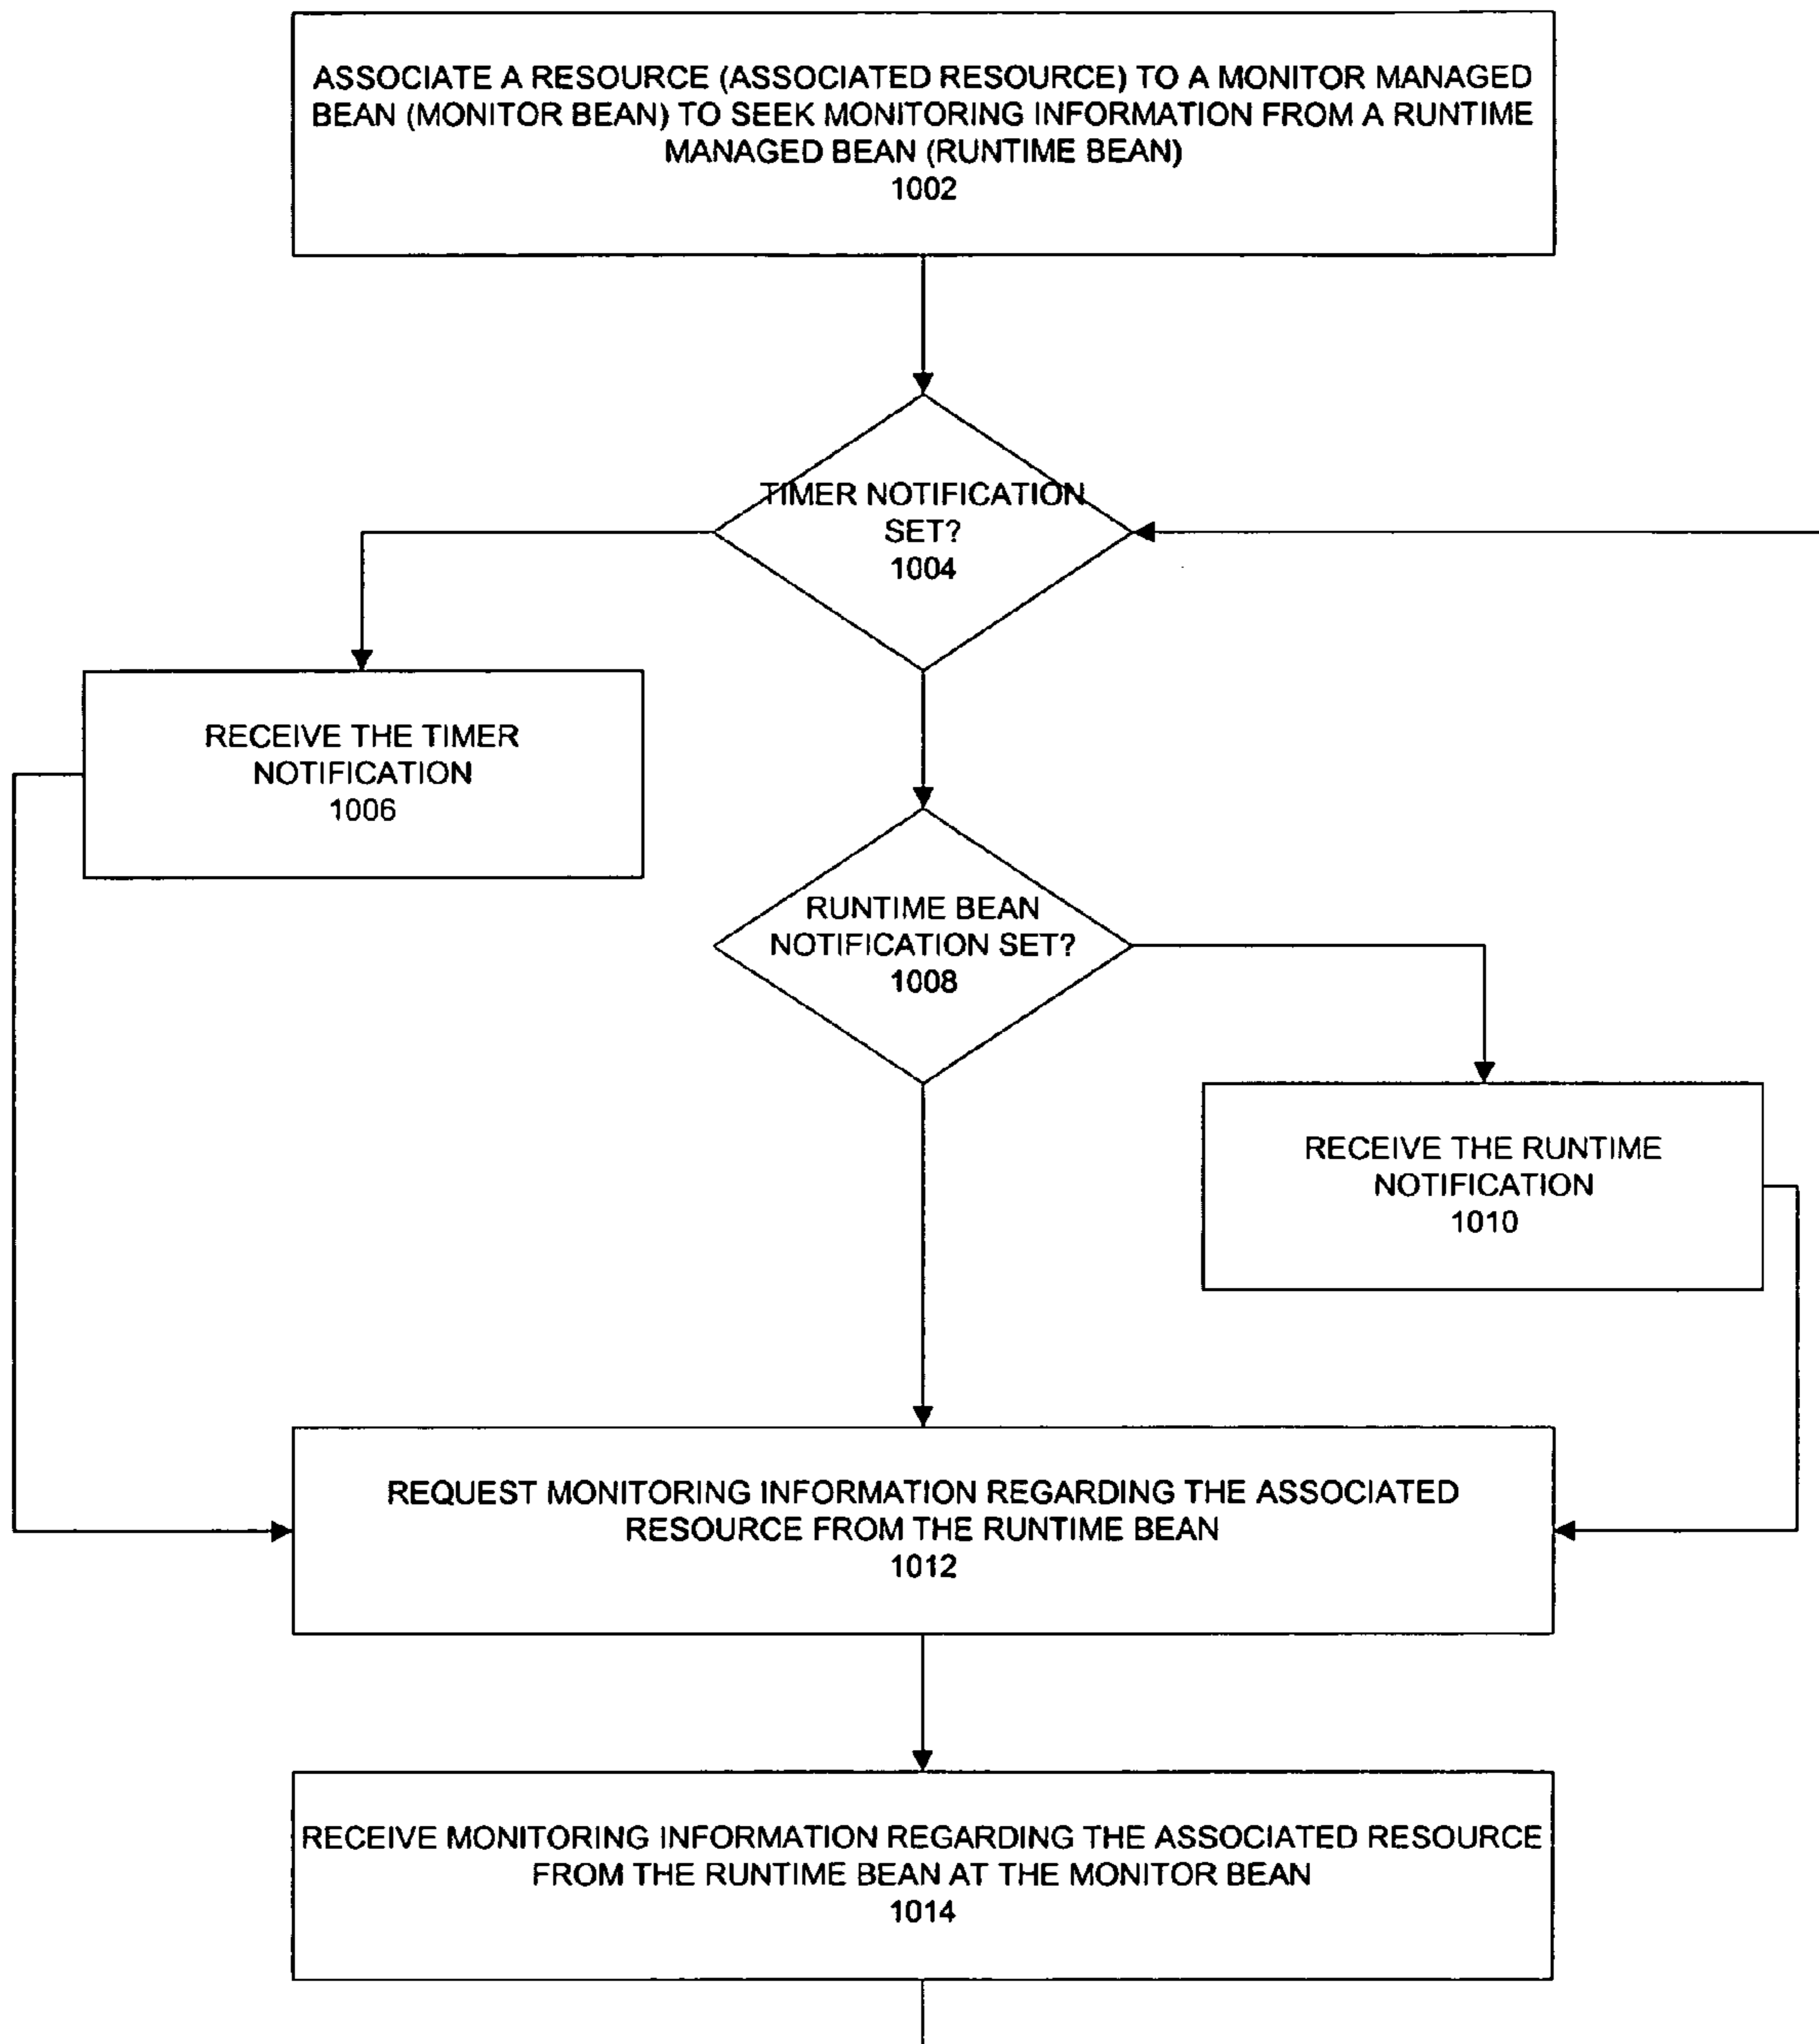 ASSOCIATE A RESOURCE (ASSOCIATED RESOURCE) TO A MONITOR MANAGED
BEAN (MONITOR BEAN) TO SEEK MONITORING INFORMATION FROM A RUNTIME
MANAGED BEAN (RUNTIME BEAN)
1002
TIMER NOTIFICATION
SET?
1004
RECEIVE THE TIMER
NOTIFICATION
1006
RUNTIME BEAN
NOTIFICATION SET?
1008
RECEIVE THE RUNTIME
NOTIFICATION
1010
REQUEST MONITORING INFORMATION REGARDING THE ASSOCIATED
RESOURCE FROM THE RUNTIME BEAN
1012
RECEIVE MONITORING INFORMATION REGARDING THE ASSOCIATED RESOURCE
FROM THE RUNTIME BEAN AT THE MONITOR BEAN
1014